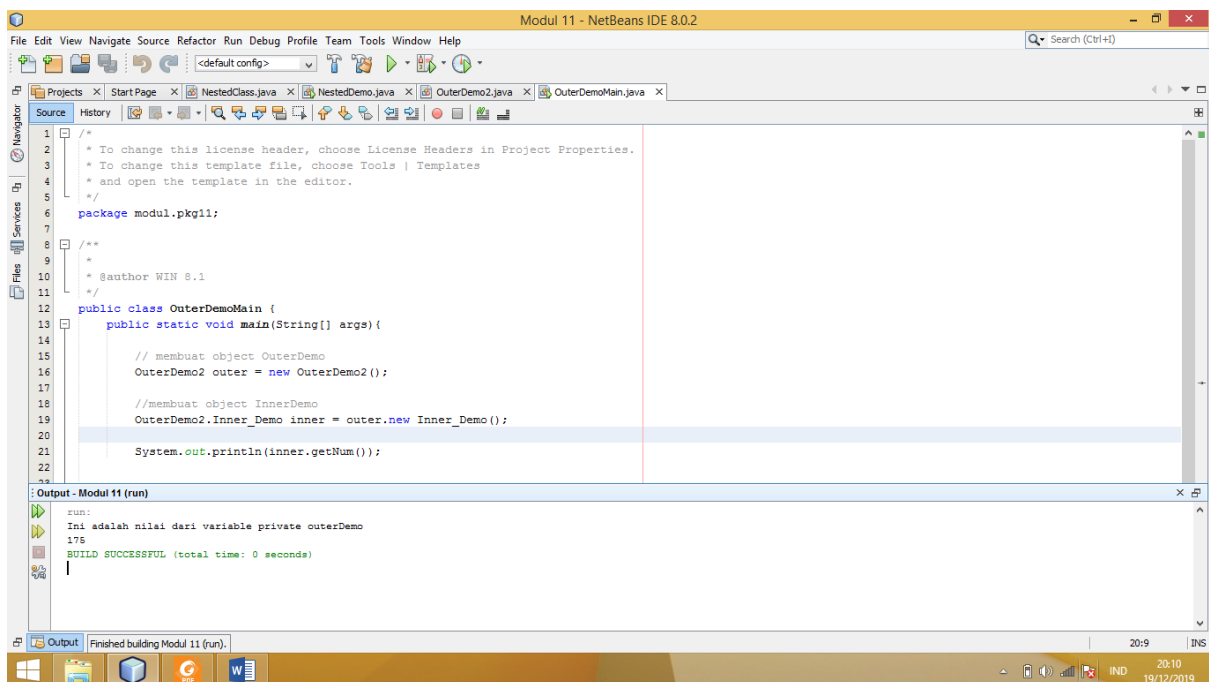 Modul 11 - NetBeans IDE 8.0.2
File Edit View Navigate Source Refactor Run Debug Profile Team Tools Window Help
Search (Ctrl+I)
<default config>
Projects Start Page NestedClass.java NestedDemo.java OuterDemo2.java OuterDemoMain.java
Source History
Navigator
Services
Files
1 /*
2 * To change this license header, choose License Headers in Project Properties.
3 * To change this template file, choose Tools | Templates
4 * and open the template in the editor.
5 */
6 package modul.pkg11;
7
8 /**
9 *
10 * @author WIN 8.1
11 */
12 public class OuterDemoMain {
13 public static void main(String[] args){
14
15 // membuat object OuterDemo
16 OuterDemo2 outer = new OuterDemo2();
17
18 //membuat object InnerDemo
19 OuterDemo2.Inner_Demo inner = outer.new Inner_Demo();
20
21 System.out.println(inner.getNum());
22
23
Output - Modul 11 (run)
run:
Ini adalah nilai dari variable private outerDemo
175
BUILD SUCCESSFUL (total time: 0 seconds)
Output Finished building Modul 11 (run).
20:9 INS
PDF
IND
20:10
19/12/2019